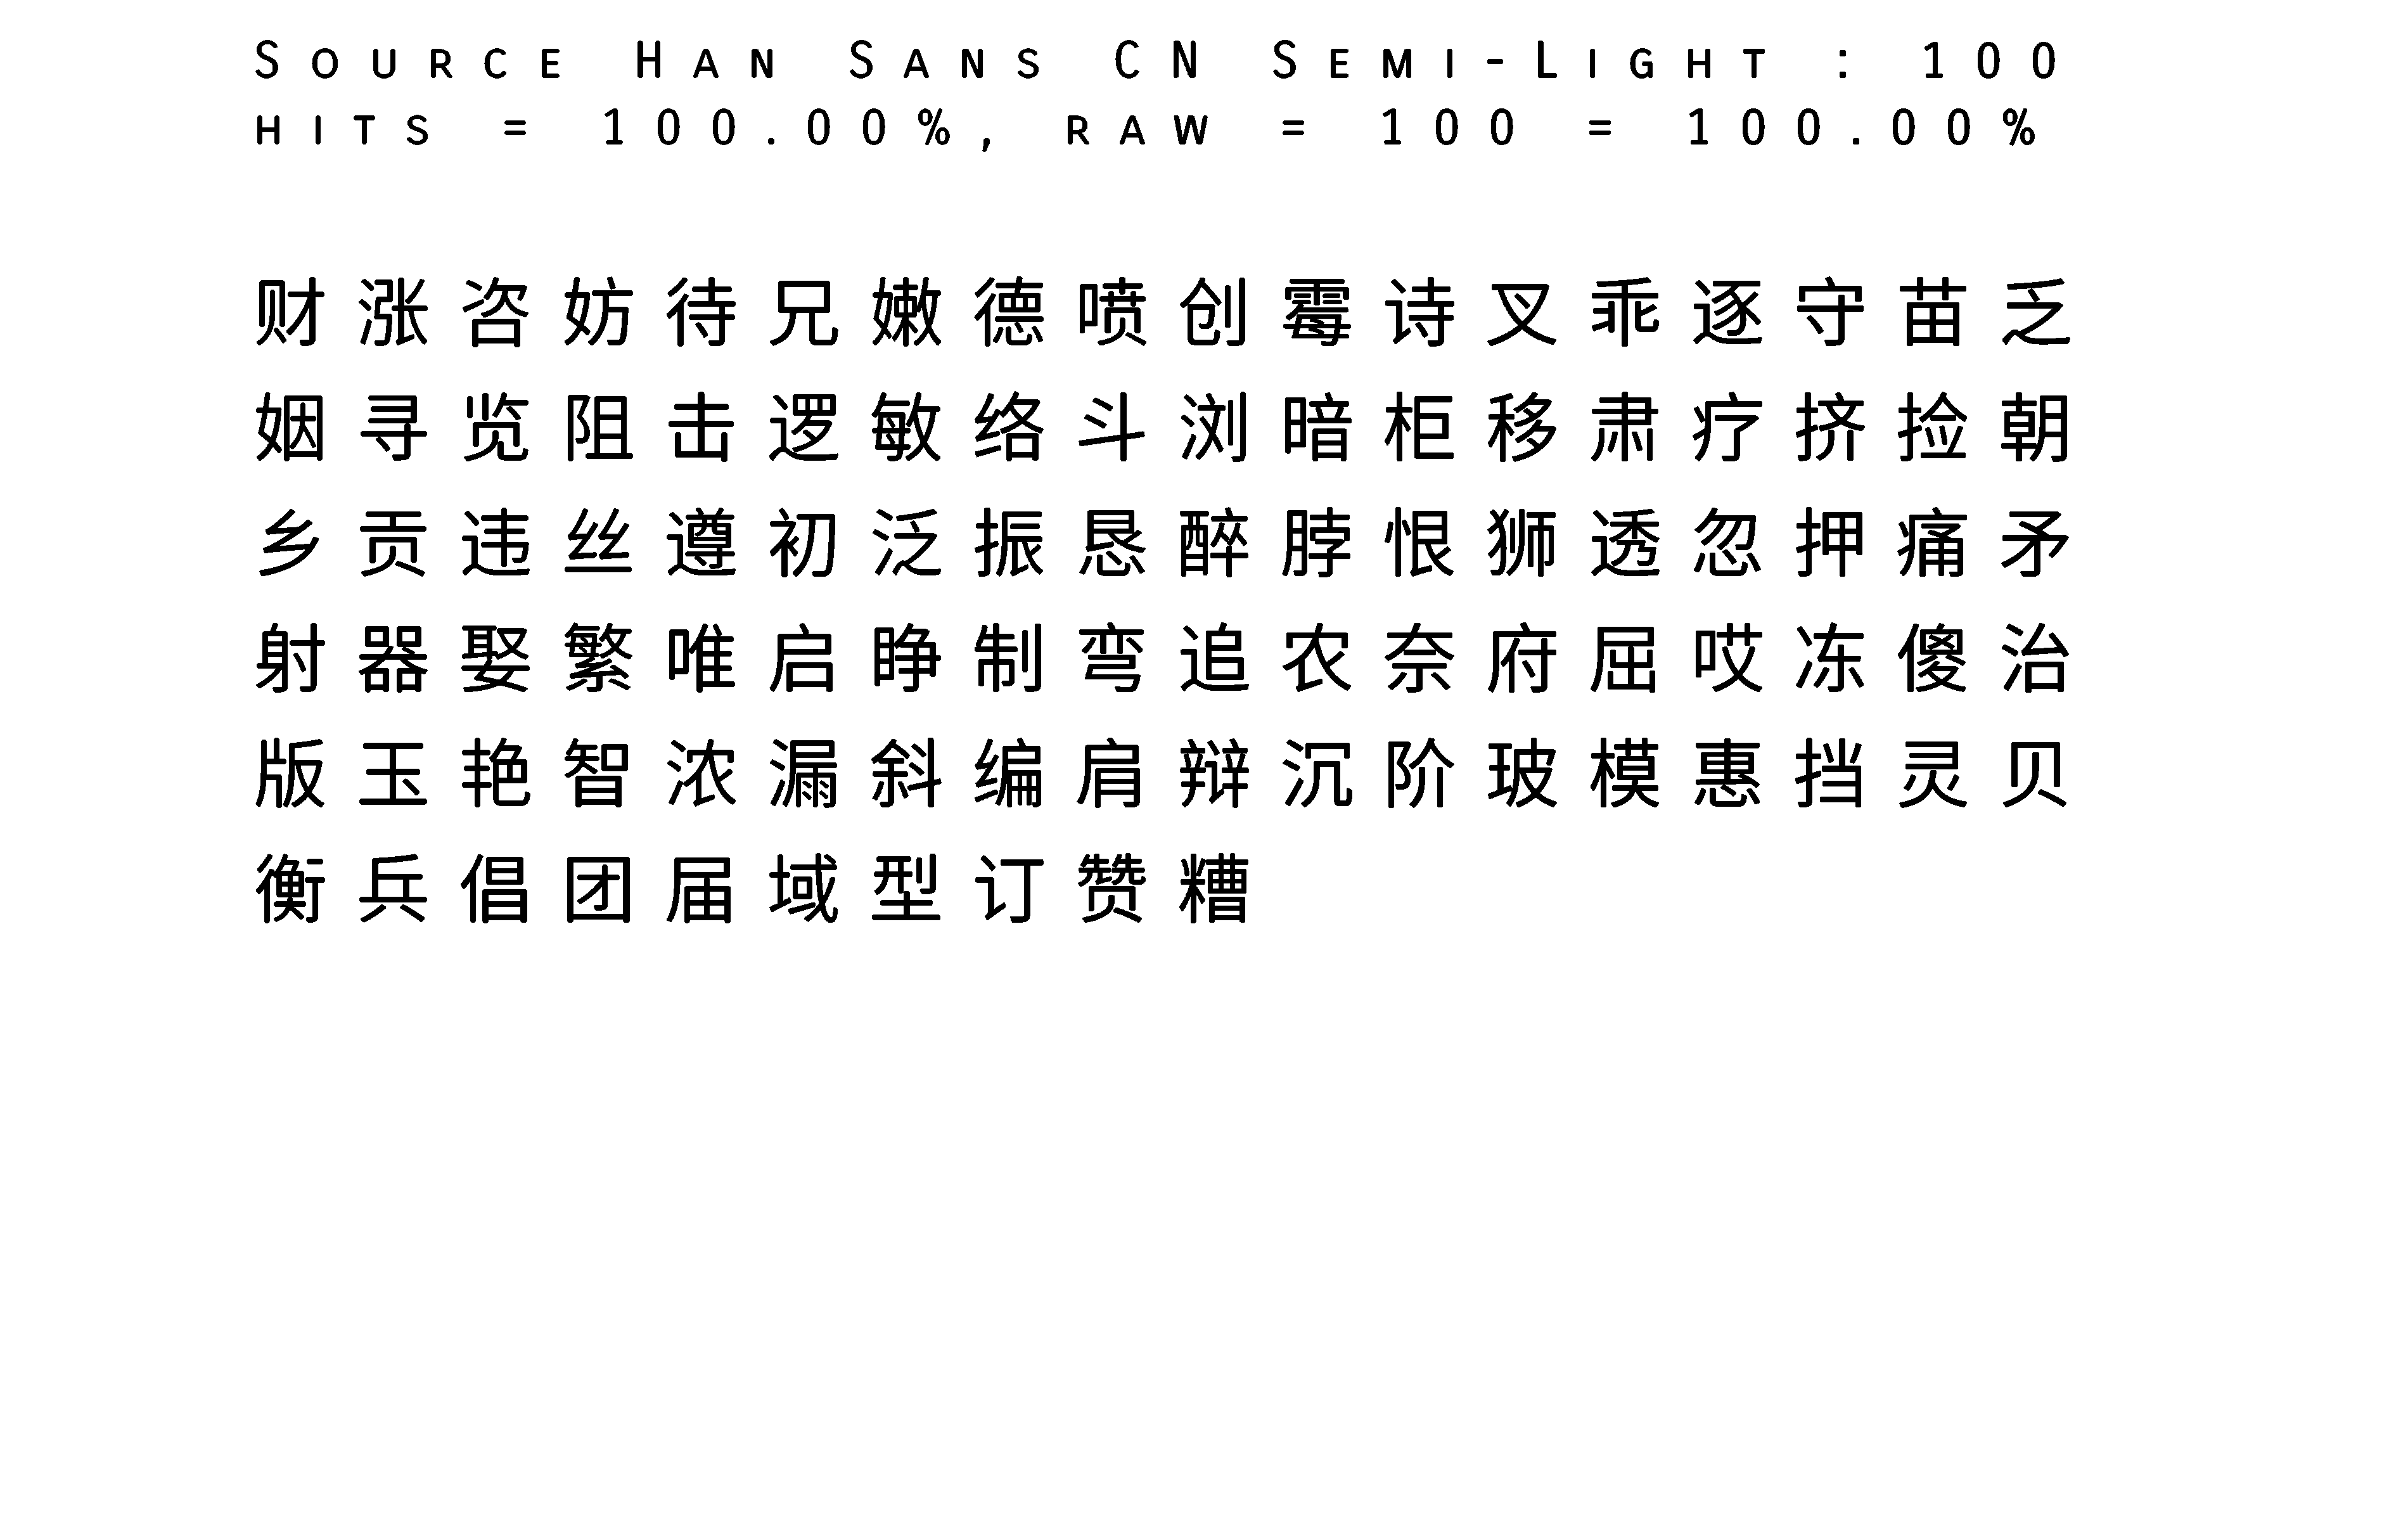 Source Han Sans CN Semi-Light : 100
hits = 100.00%, raw = 100 = 100.00%
财涨咨妨待兄嫩德喷创霉诗叉乖逐守苗乏
姻寻览阻击逻敏络斗浏暗柜移肃疗挤捡朝
乡贡违丝遵初泛振恳醉脖恨狮透忽押痛矛
射器娶繁唯启睁制弯追农奈府屈哎冻傻治
版玉艳智浓漏斜编肩辩沉阶玻模惠挡灵贝
衡兵倡团届域型订赞糟